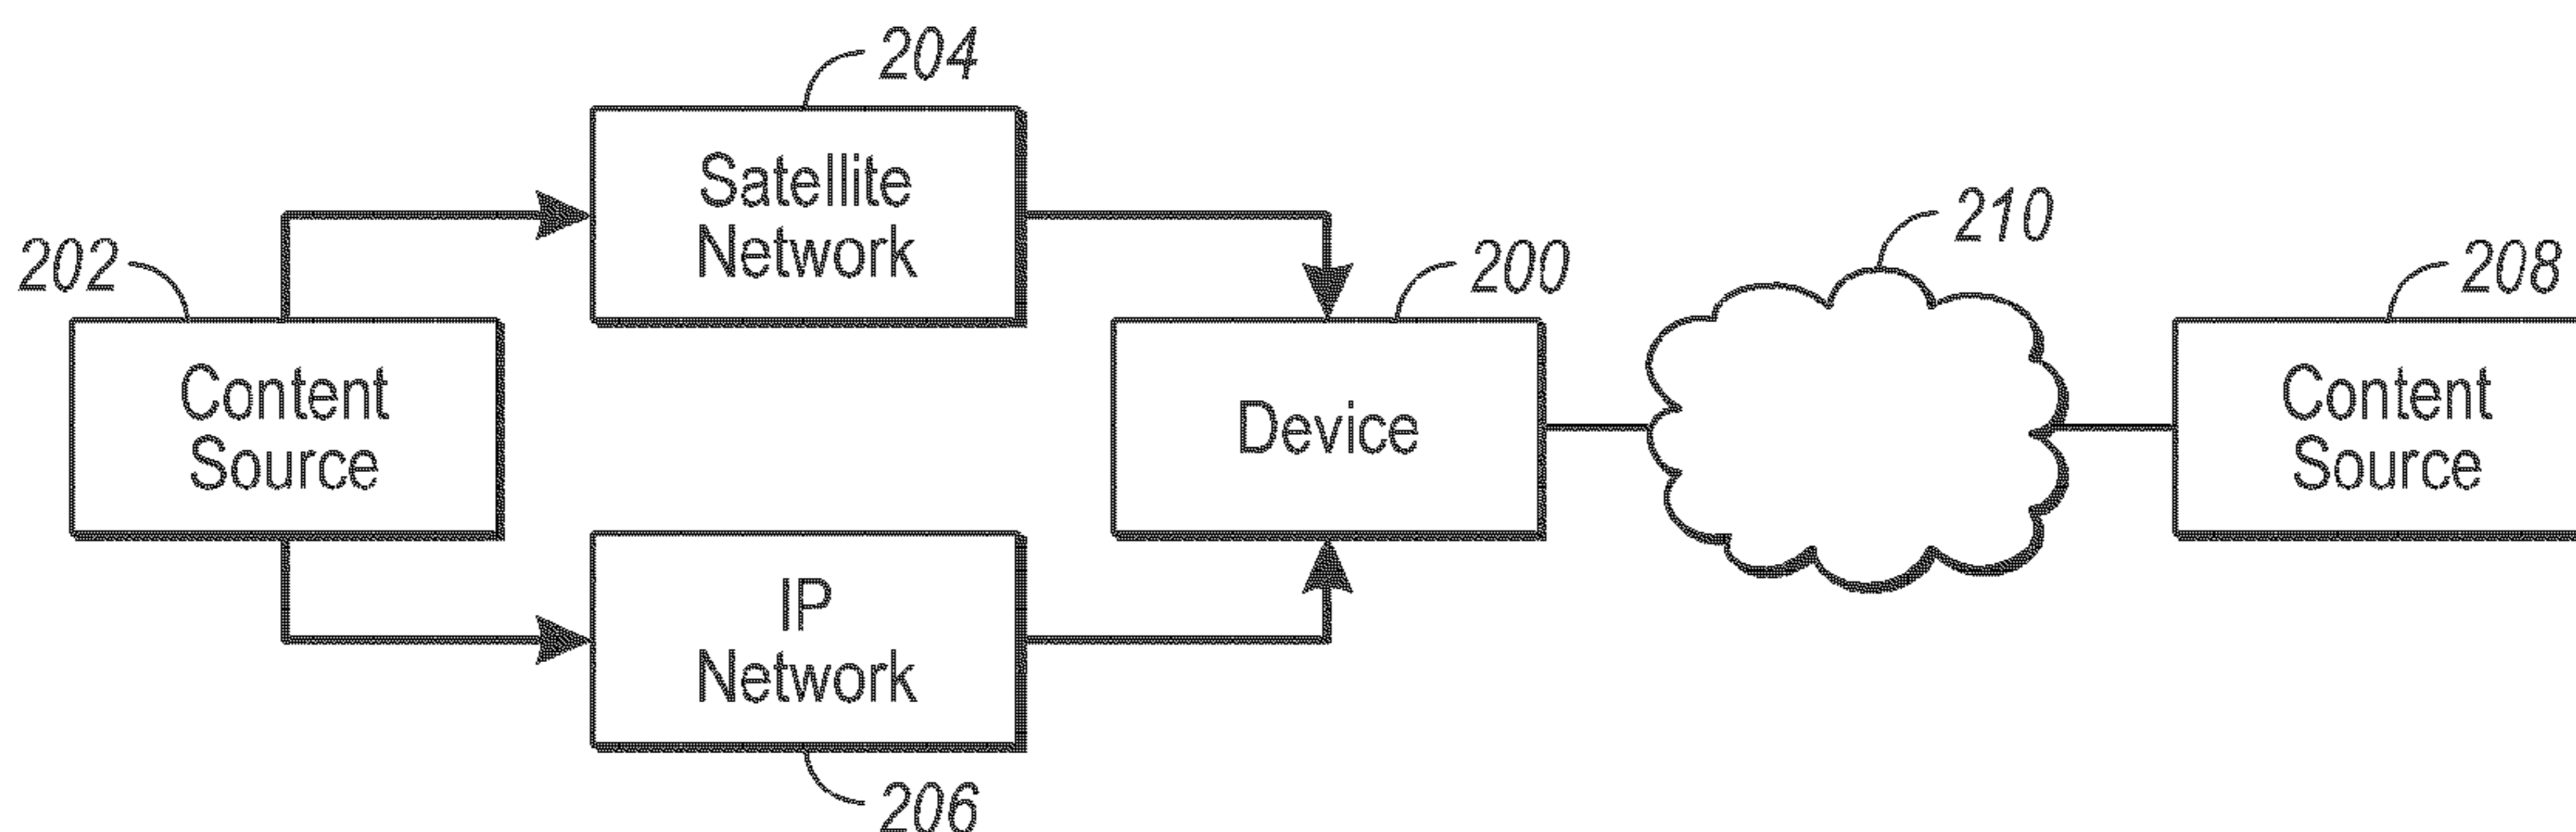 204
Satellite
Network
210
202
200
208
Content
Source
Device
Content
Source
IP
Network
206